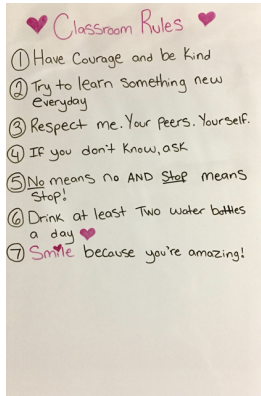 Classroom Rules
① Have Courage and be Kind
② Try to learn something new
everyday
③ Respect me. Your peers. Yourself.
④ If you don't know, ask
⑤ No means no AND Stop means
Stop!
⑥ Drink at least Two water bottles
a day
⑦ Smile because you're amazing!